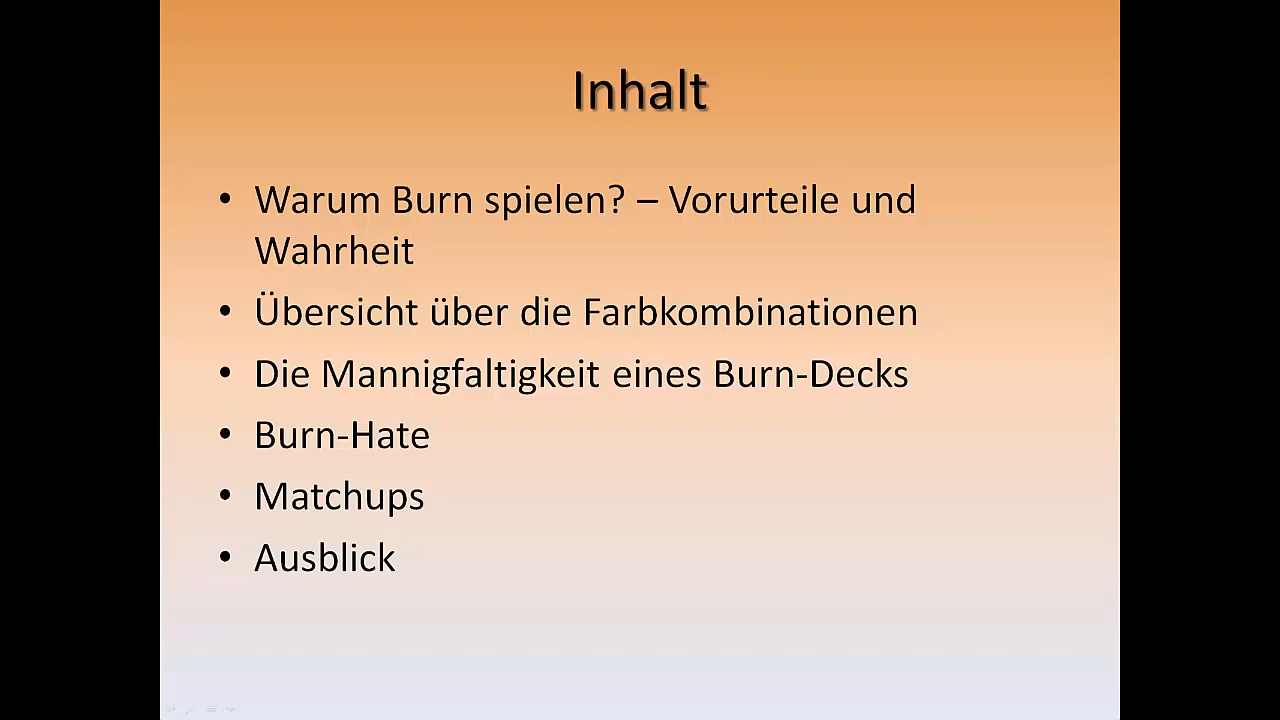 Inhalt
• Warum Burn spielen? – Vorurteile und
Wahrheit
• Übersicht über die Farbkombinationen
• Die Mannigfaltigkeit eines Burn-Decks
• Burn-Hate
• Matchups
• Ausblick